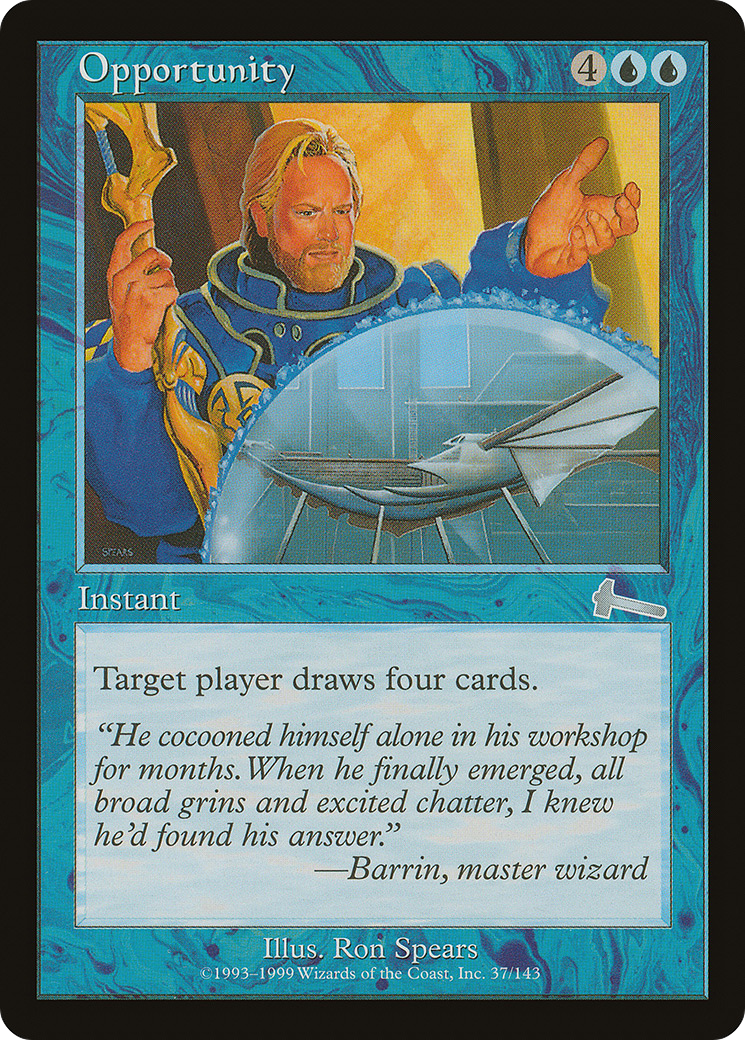 Opportunity 4
SPEARS
Instant
Target player draws four cards.
“He cocooned himself alone in his workshop
for months. When he finally emerged, all
broad grins and excited chatter, I knew
he’d found his answer.”
—Barrin, master wizard
Illus. Ron Spears
©1993–1999 Wizards of the Coast, Inc. 37/143